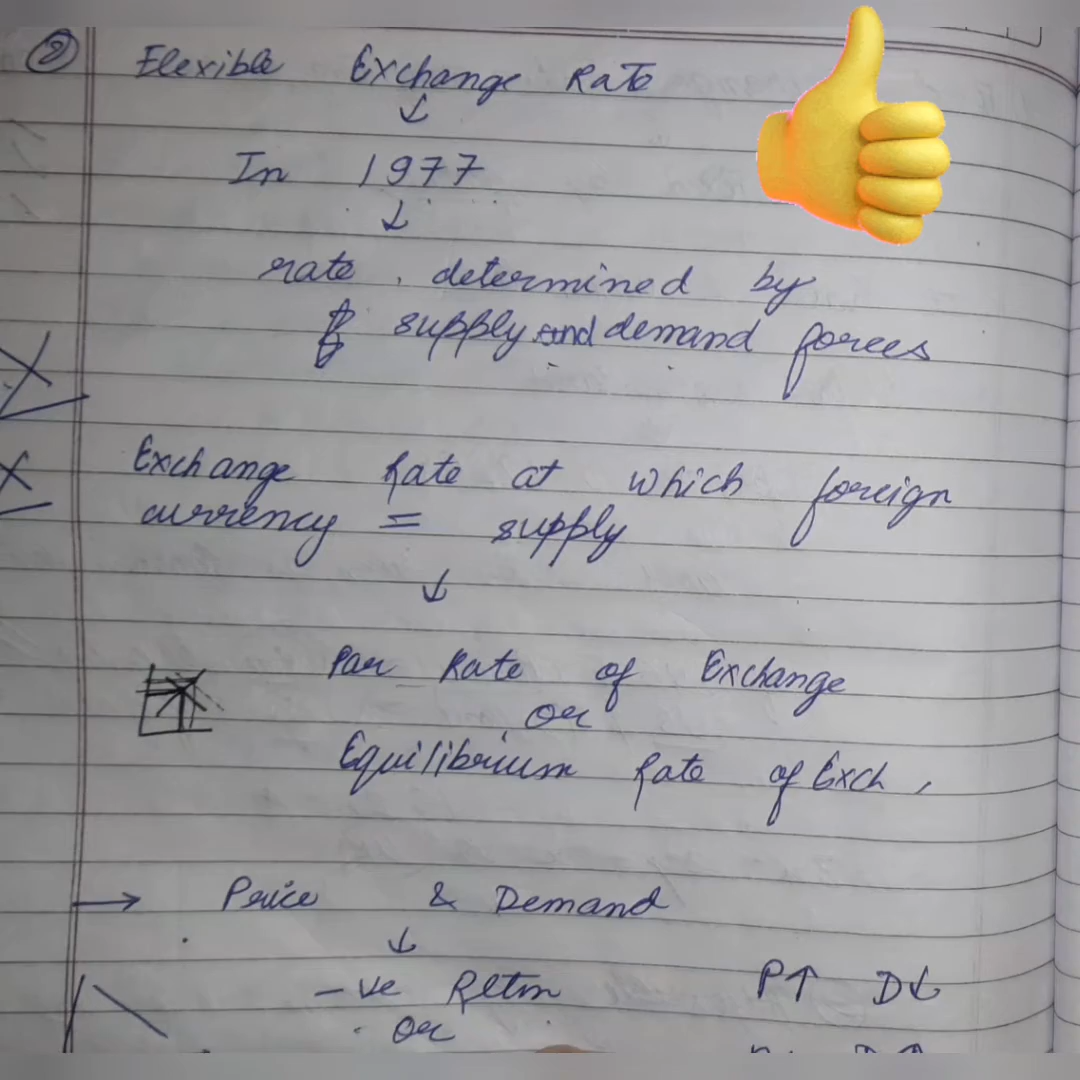 ② Flexible Exchange Rate
↓
In 1977
↓
rate determined by
supply and demand forces
Exchange Rate at which foreign
currency = supply
↓
Par Rate of Exchange
or
Equilibrium Rate of Exch,
→ Price & Demand
↓
-ve Reltn P↑ D↓
or